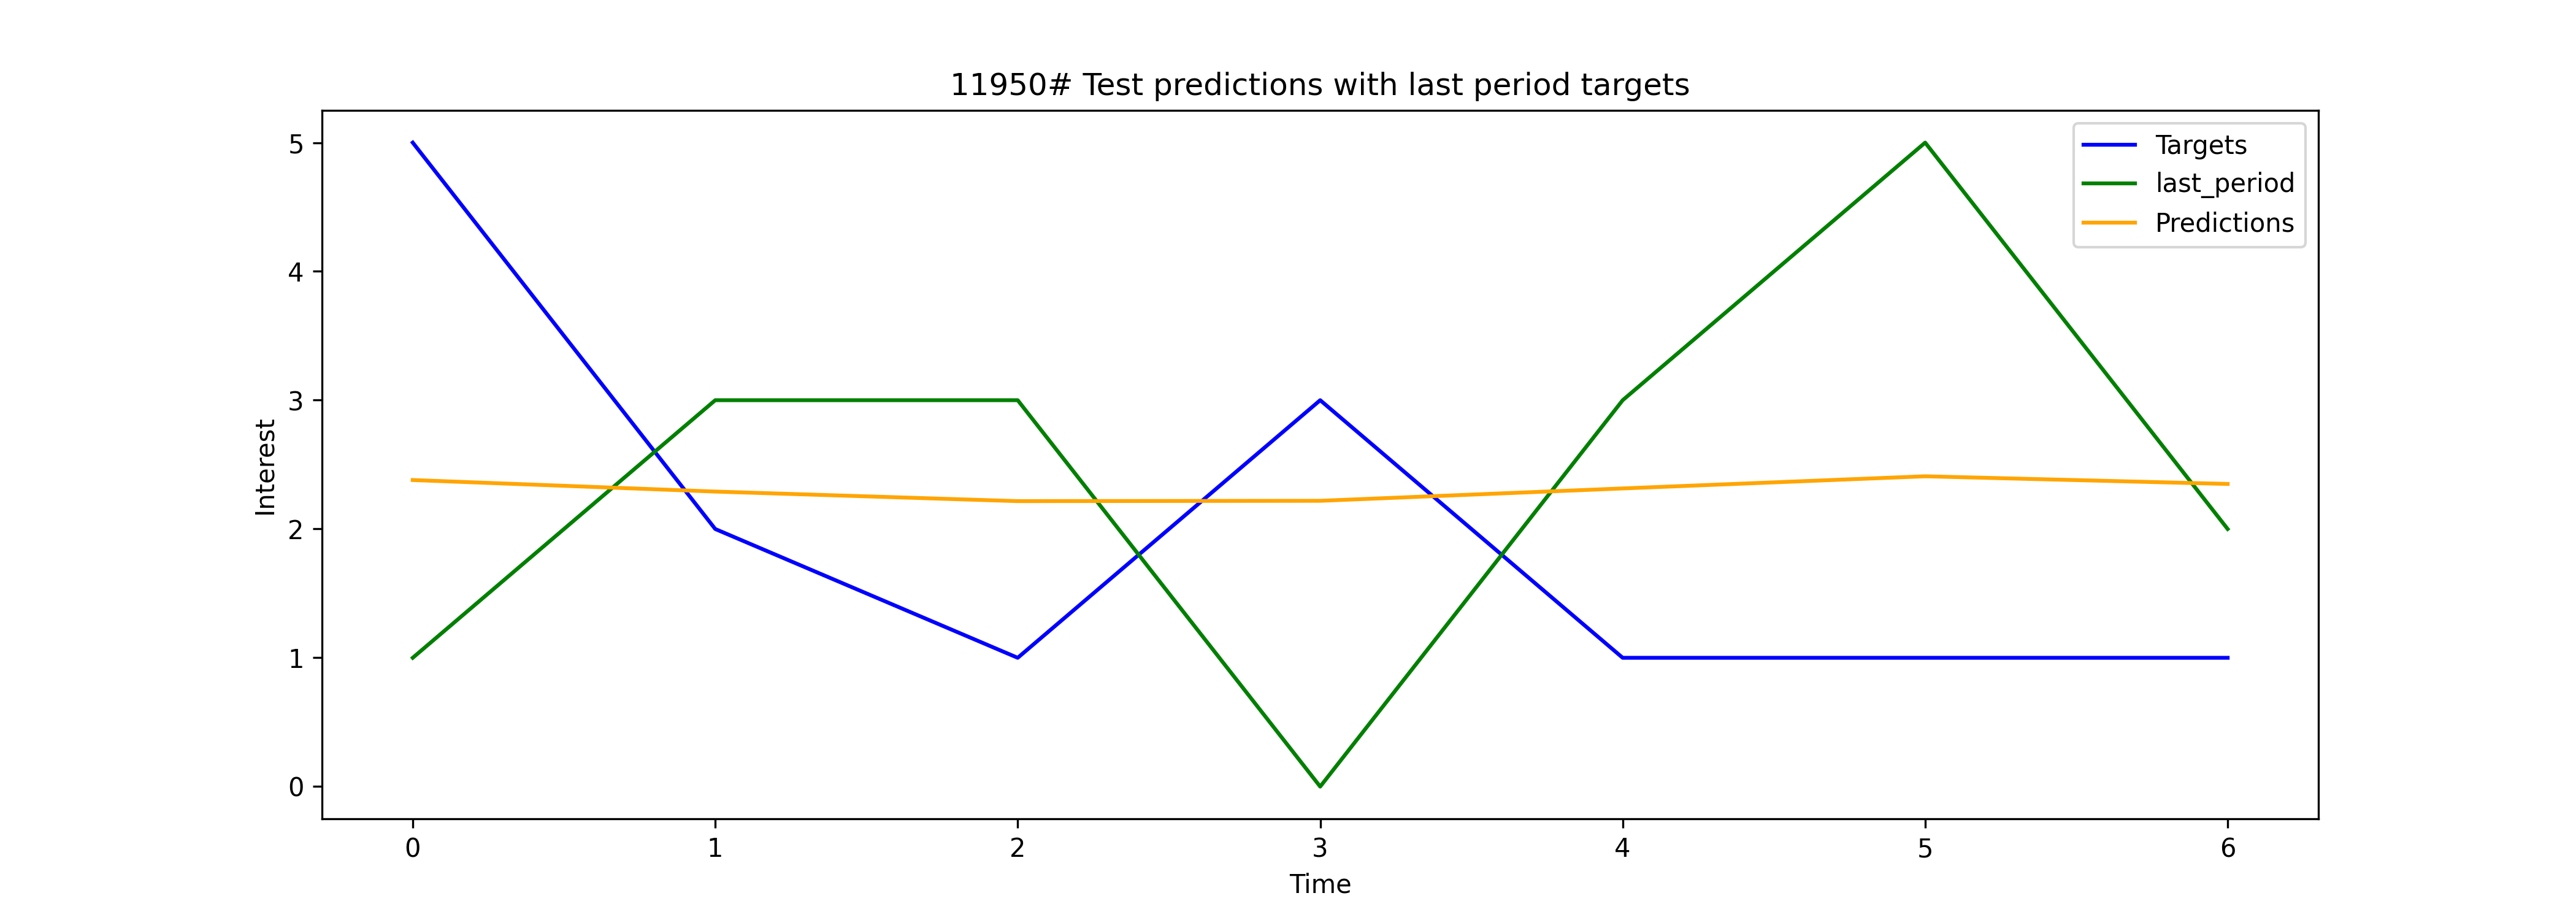 11950# Test predictions with last period targets
Targets
last_period
Predictions
Interest
5
4
3
2
1
0
0 1 2 3 4 5 6
Time